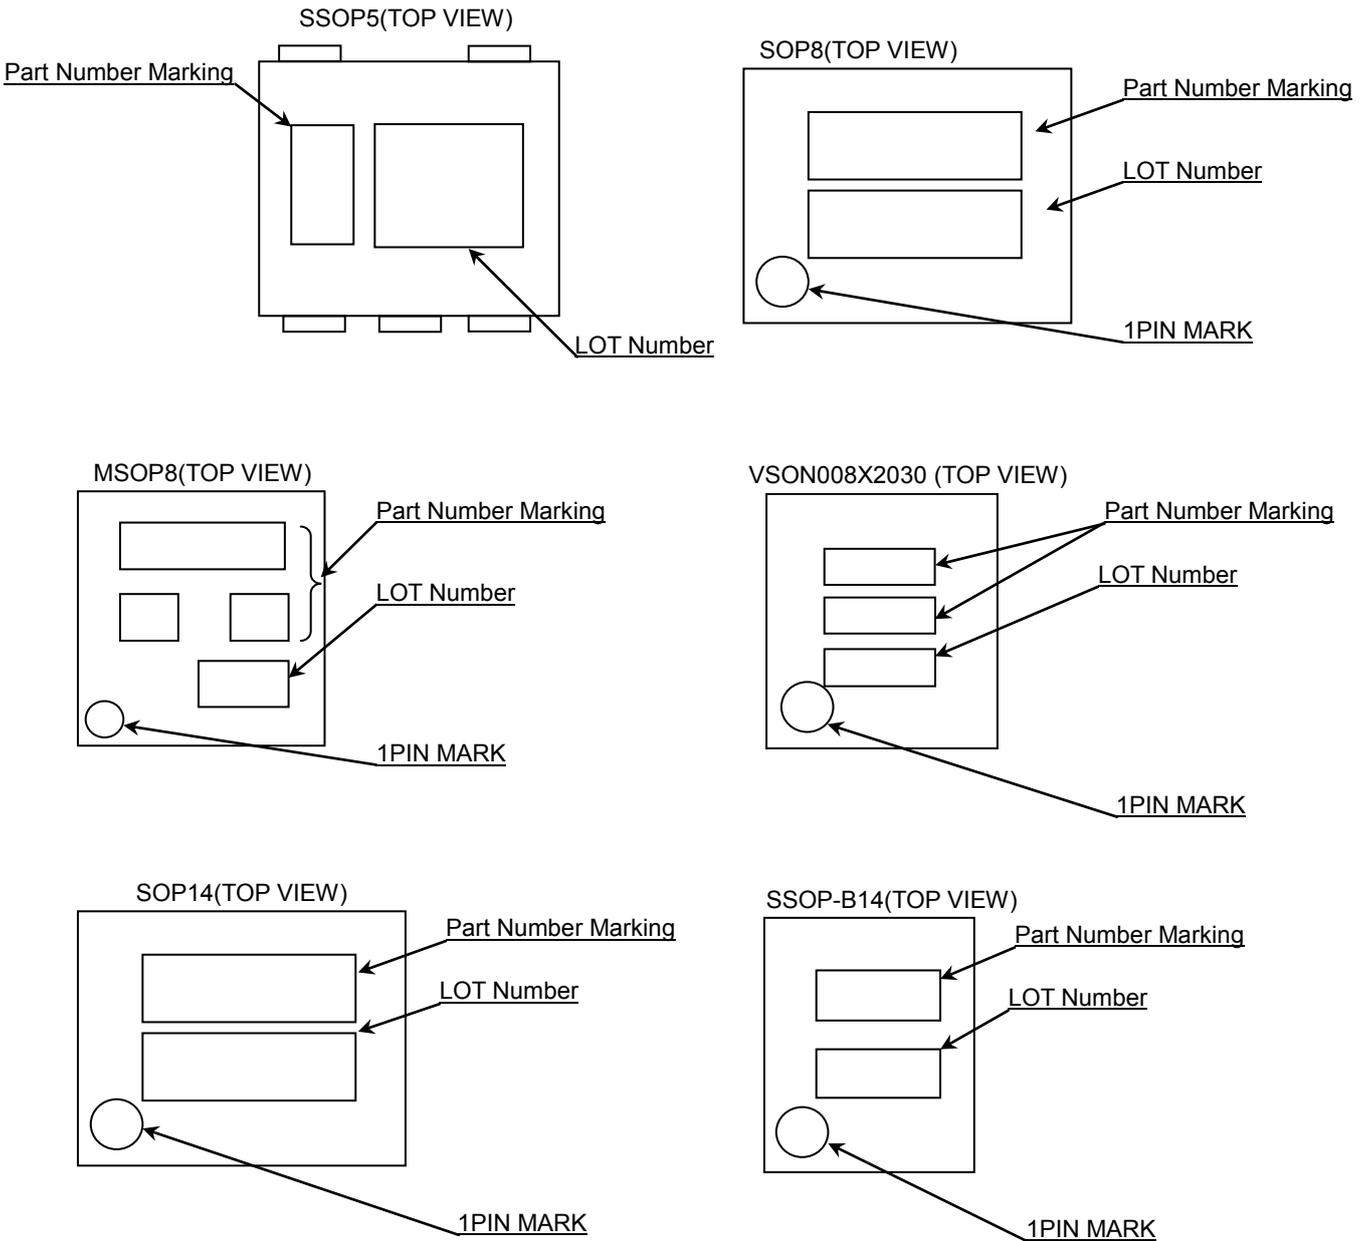 SSOP5(TOP VIEW)
Part Number Marking
LOT Number
SOP8(TOP VIEW)
Part Number Marking
LOT Number
1PIN MARK
MSOP8(TOP VIEW)
Part Number Marking
LOT Number
1PIN MARK
VSON008X2030 (TOP VIEW)
Part Number Marking
LOT Number
1PIN MARK
SOP14(TOP VIEW)
Part Number Marking
LOT Number
1PIN MARK
SSOP-B14(TOP VIEW)
Part Number Marking
LOT Number
1PIN MARK